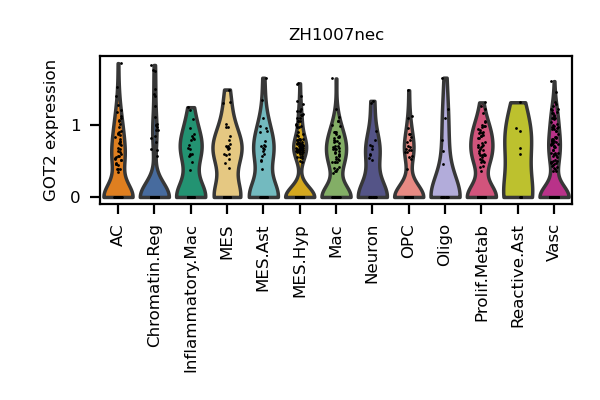 ZH1007nec
GOT2 expression
1
0
AC
Chromatin.Reg
Inflammatory.Mac
MES
MES.Ast
MES.Hyp
Mac
Neuron
OPC
Oligo
Prolif.Metab
Reactive.Ast
Vasc